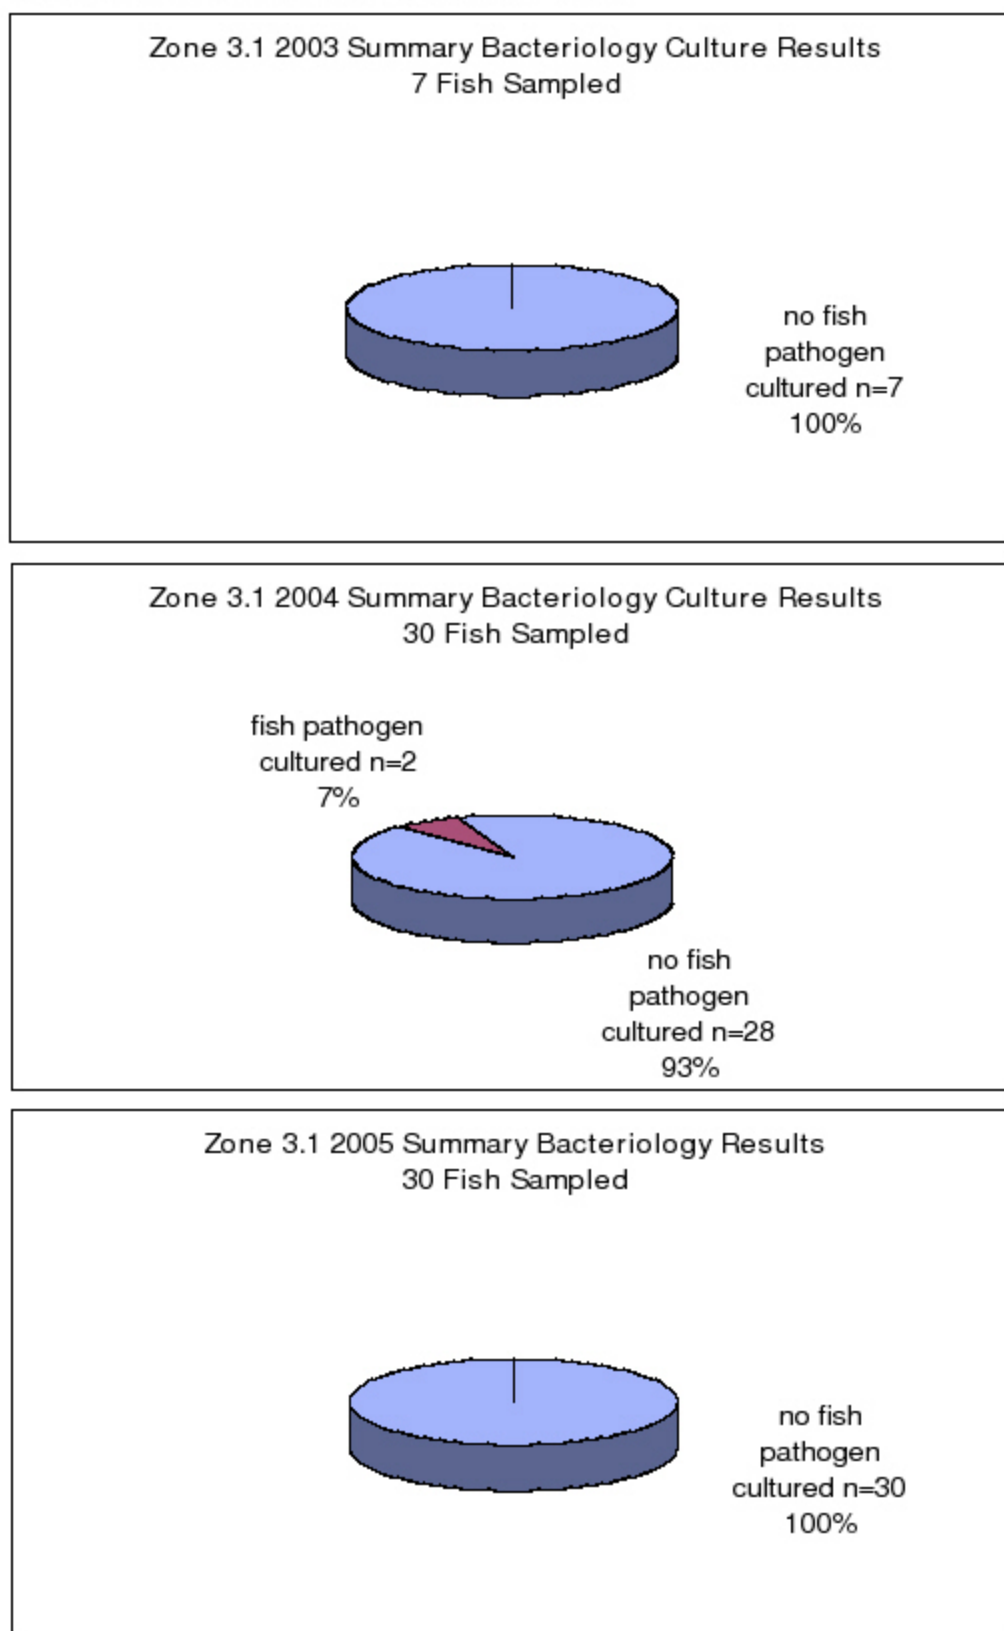 Zone 3.1 2003 Summary Bacteriology Culture Results
7 Fish Sampled
no fish
pathogen
cultured n=7
100%
Zone 3.1 2004 Summary Bacteriology Culture Results
30 Fish Sampled
fish pathogen
cultured n=2
7%
no fish
pathogen
cultured n=28
93%
Zone 3.1 2005 Summary Bacteriology Results
30 Fish Sampled
no fish
pathogen
cultured n=30
100%